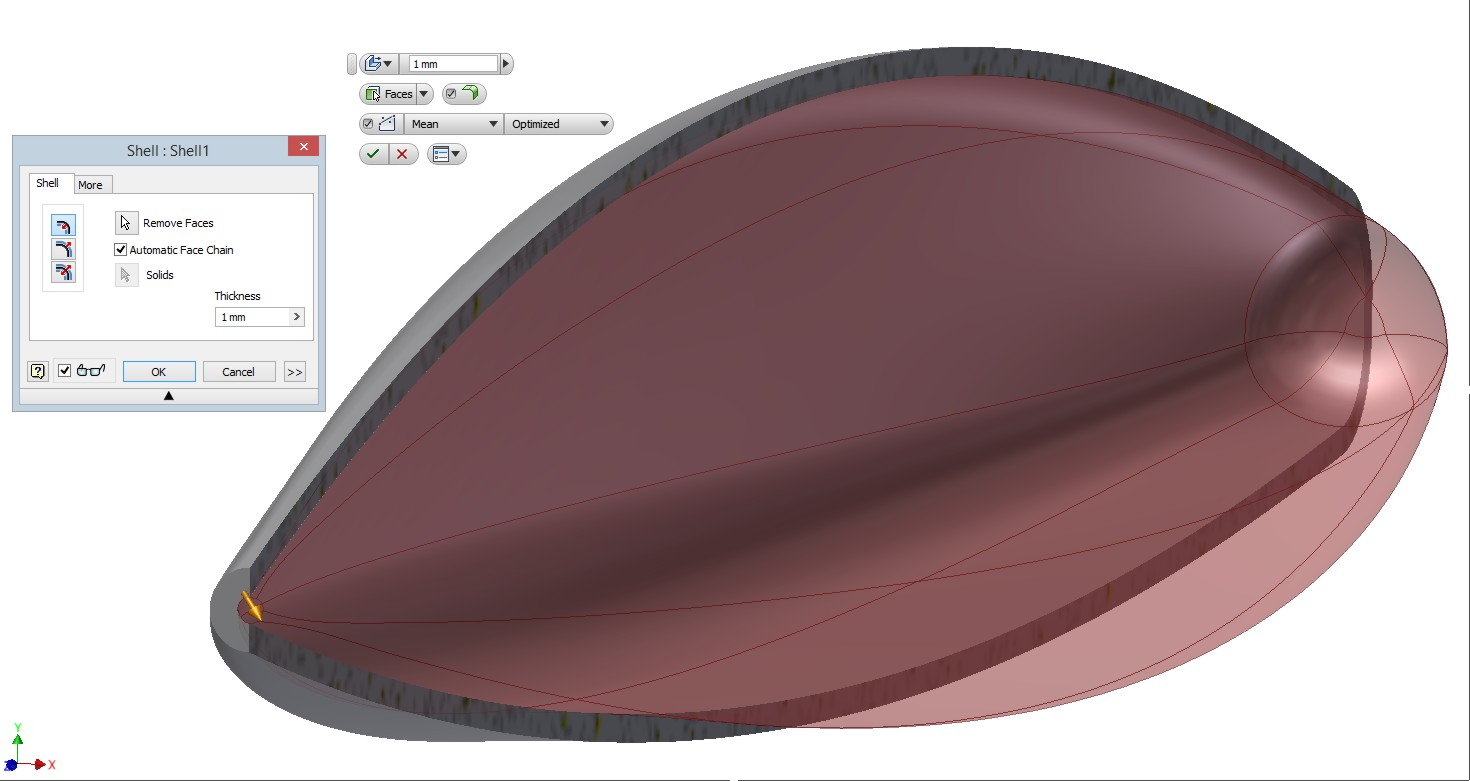 1 mm
Faces
Mean Optimized
Shell : Shell1
Shell More
Remove Faces
Automatic Face Chain
Solids
Thickness
1 mm >
? OK Cancel >>
Y
Z X